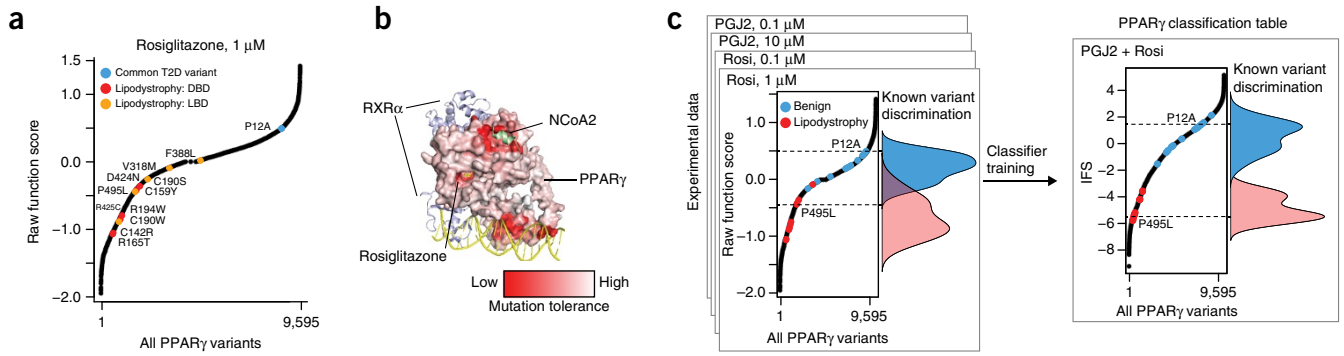 a
Rosiglitazone, 1 μM
1.5
1.0
0.0
−1.0
−2.0
Raw function score
Common T2D variant
Lipodystrophy: DBD
Lipodystrophy: LBD
P12A
F388L
V318M
D424N
C190S
P495L
C159Y
R425C
R194W
C190W
C142R
R165T
1
9,595
All PPARγ variants
b
RXRα
NCoA2
PPARγ
Rosiglitazone
Low
High
Mutation tolerance
c
Experimental data
PGJ2, 0.1 μM
PGJ2, 10 μM
Rosi, 0.1 μM
Rosi, 1 μM
Raw function score
1.0
0.0
−1.0
−2.0
Benign
Lipodystrophy
P12A
P495L
Known variant
discrimination
1
9,595
All PPARγ variants
Classifier
training
PPARγ classification table
PGJ2 + Rosi
IFS
4
2
0
−2
−4
−6
−8
P12A
P495L
Known variant
discrimination
1
9,595
All PPARγ variants